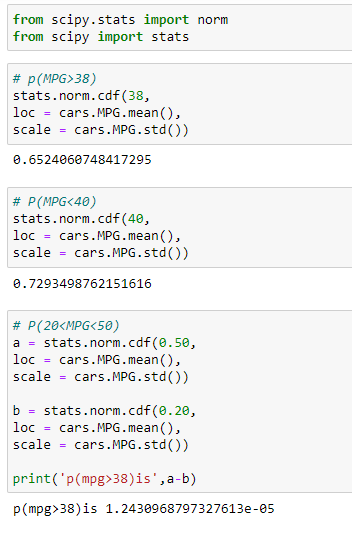 from scipy.stats import norm
from scipy import stats
# p(MPG>38)
stats.norm.cdf(38,
loc = cars.MPG.mean(),
scale = cars.MPG.std())
0.6524060748417295
# P(MPG<40)
stats.norm.cdf(40,
loc = cars.MPG.mean(),
scale = cars.MPG.std())
0.7293498762151616
# P(20<MPG<50)
a = stats.norm.cdf(0.50,
loc = cars.MPG.mean(),
scale = cars.MPG.std())
b = stats.norm.cdf(0.20,
loc = cars.MPG.mean(),
scale = cars.MPG.std())
print('p(mpg>38)is',a-b)
p(mpg>38)is 1.2430968797327613e-05